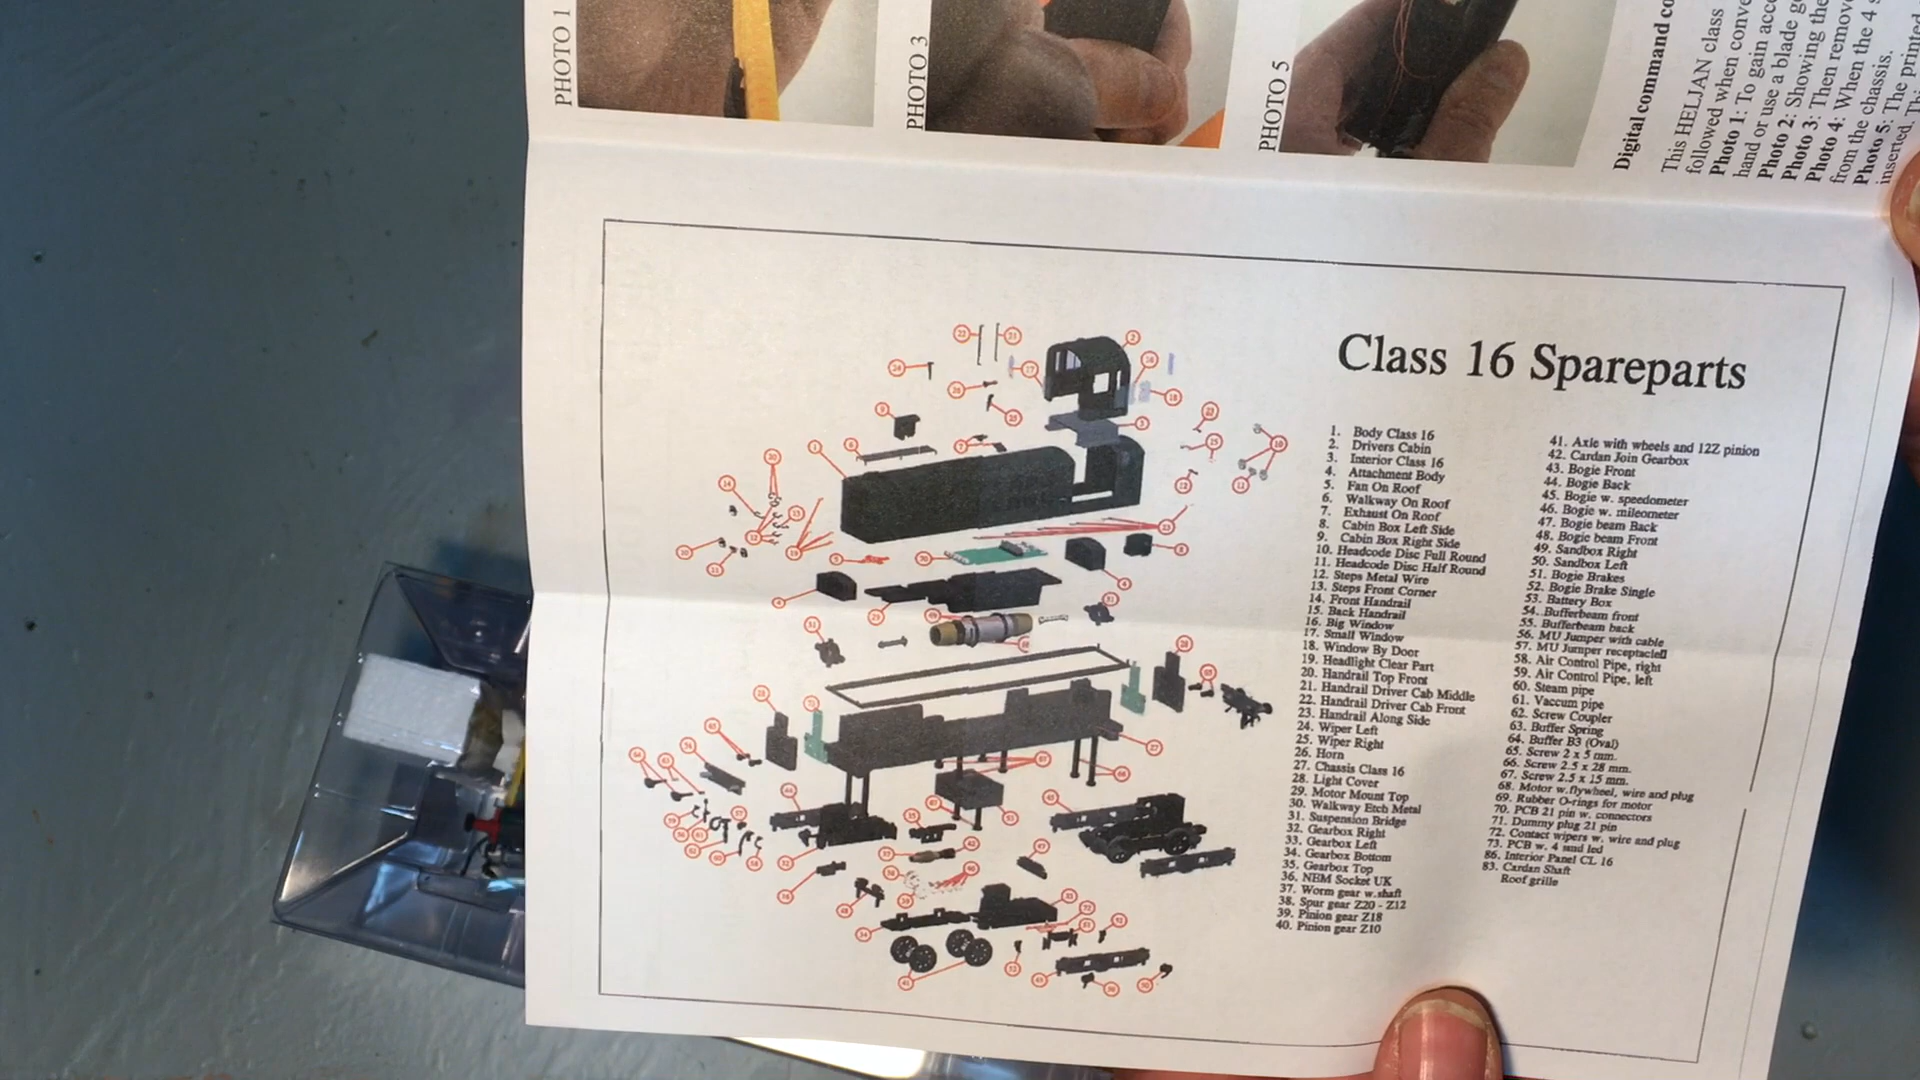 PHOTO 1
PHOTO 3
PHOTO 5
Digital command co
This HELJAN class
followed when conve
Photo 1: To gain acce
hand or use a blade g
Photo 2: Showing the
Photo 3: Then remov
Photo 4: When the 4 s
from the chassis.
Photo 5: The printed
inserted.
Class 16 Spareparts
1. Body Class 16
2. Drivers Cabin
3. Interior Class 16
4. Attachment Body
5. Fan On Roof
6. Walkway On Roof
7. Exhaust On Roof
8. Cabin Box Left Side
9. Cabin Box Right Side
10. Headcode Disc Full Round
11. Headcode Disc Half Round
12. Steps Metal Wire
13. Steps Front Corner
14. Front Handrail
15. Back Handrail
16. Big Window
17. Small Window
18. Window By Door
19. Headlight Clear Part
20. Handrail Top Front
21. Handrail Driver Cab Middle
22. Handrail Driver Cab Front
23. Handrail Along Side
24. Wiper Left
25. Wiper Right
26. Horn
27. Chassis Class 16
28. Light Cover
29. Motor Mount Top
30. Walkway Etch Metal
31. Suspension Bridge
32. Gearbox Right
33. Gearbox Left
34. Gearbox Bottom
35. Gearbox Top
36. NEM Socket UK
37. Worm gear w.shaft
38. Spur gear Z20 - Z12
39. Pinion gear Z18
40. Pinion gear Z10
41. Axle with wheels and 12Z pinion
42. Cardan Join Gearbox
43. Bogie Front
44. Bogie Back
45. Bogie w. speedometer
46. Bogie w. mileometer
47. Bogie beam Back
48. Bogie beam Front
49. Sandbox Right
50. Sandbox Left
51. Bogie Brakes
52. Bogie Brake Single
53. Battery Box
54. Bufferbeam front
55. Bufferbeam back
56. MU Jumper with cable
57. MU Jumper receptacle
58. Air Control Pipe, right
59. Air Control Pipe, left
60. Steam pipe
61. Vaccum pipe
62. Screw Coupler
63. Buffer Spring
64. Buffer B3 (Oval)
65. Screw 2 x 5 mm.
66. Screw 2.5 x 28 mm.
67. Screw 2.5 x 15 mm.
68. Motor w.flywheel, wire and plug
69. Rubber O-rings for motor
70. PCB 21 pin w. connectors
71. Dummy plug 21 pin
72. Contact wipers w. wire and plug
73. PCB w. 4 smd led
86. Interior Panel CL 16
83. Cardan Shaft
Roof grille